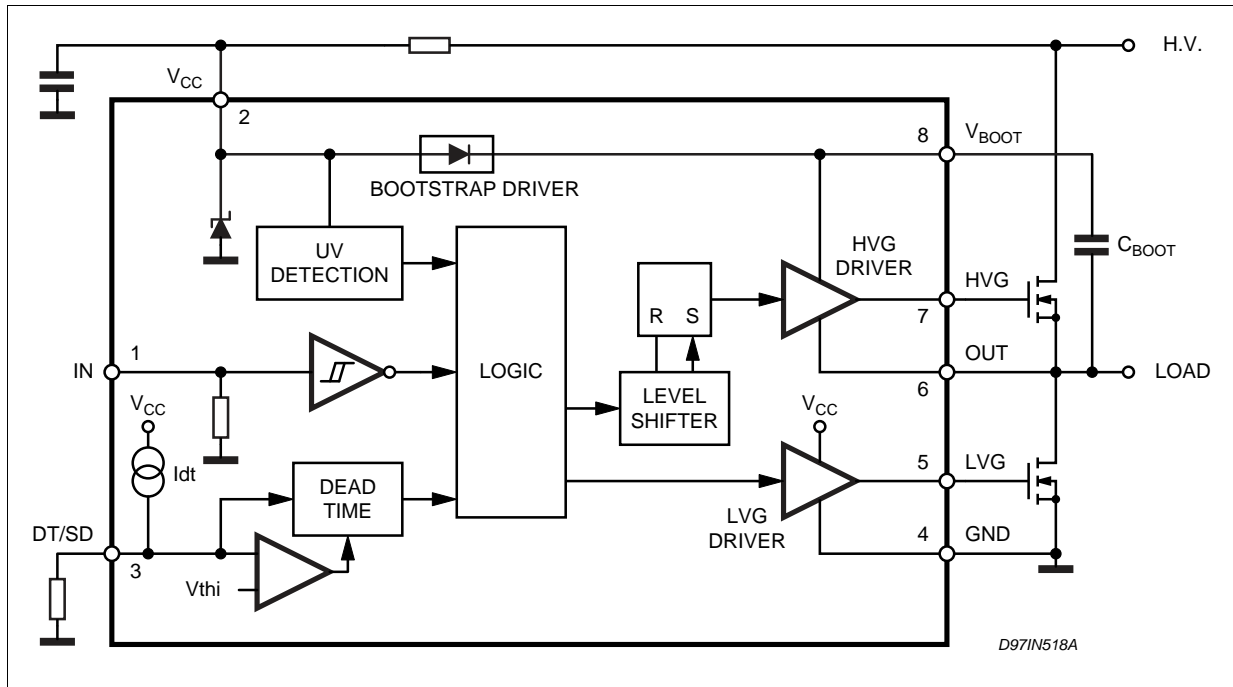 H.V.
VCC
2
8
VBOOT
BOOTSTRAP DRIVER
UV
DETECTION
HVG
DRIVER
CBOOT
R S
HVG
7
1
IN
LOGIC
OUT
6
LOAD
LEVEL
SHIFTER
VCC
VCC
Idt
DEAD
TIME
5
LVG
LVG
DRIVER
DT/SD
3
4
GND
Vthi
D97IN518A